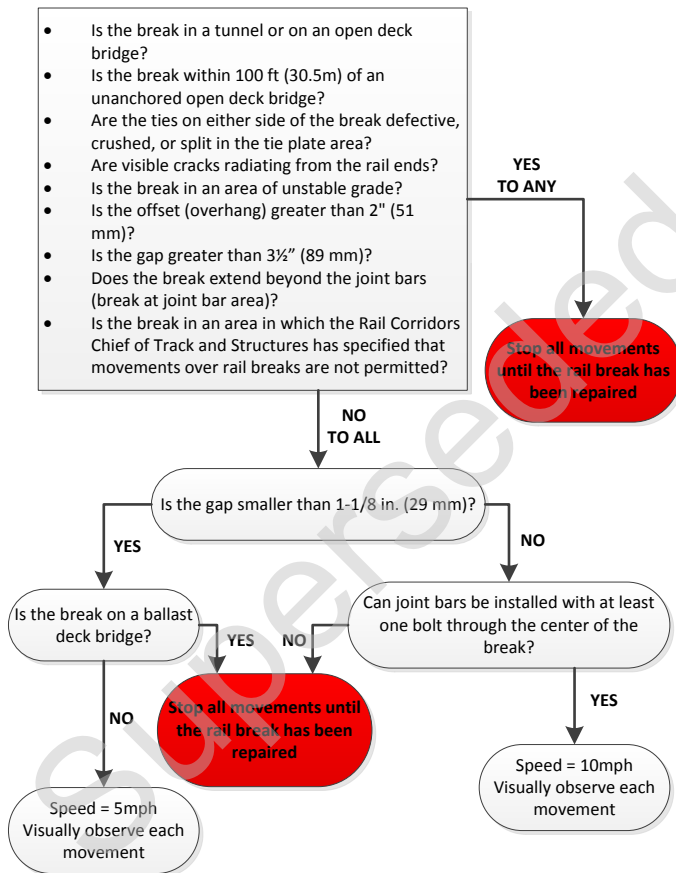 • Is the break in a tunnel or on an open deck
bridge?
• Is the break within 100 ft (30.5m) of an
unanchored open deck bridge?
• Are the ties on either side of the break defective,
crushed, or split in the tie plate area?
• Are visible cracks radiating from the rail ends?
• Is the break in an area of unstable grade?
• Is the offset (overhang) greater than 2" (51
mm)?
• Is the gap greater than 3½” (89 mm)?
• Does the break extend beyond the joint bars
(break at joint bar area)?
• Is the break in an area in which the Rail Corridors
Chief of Track and Structures has specified that
movements over rail breaks are not permitted?
YES
TO ANY
Stop all movements
until the rail break has
been repaired
NO
TO ALL
Is the gap smaller than 1-1/8 in. (29 mm)?
YES
NO
Is the break on a ballast
deck bridge?
YES
NO
Can joint bars be installed with at least
one bolt through the center of the
break?
NO
YES
Stop all movements until
the rail break has been
repaired
Speed = 5mph
Visually observe each
movement
Speed = 10mph
Visually observe each
movement
Superseded